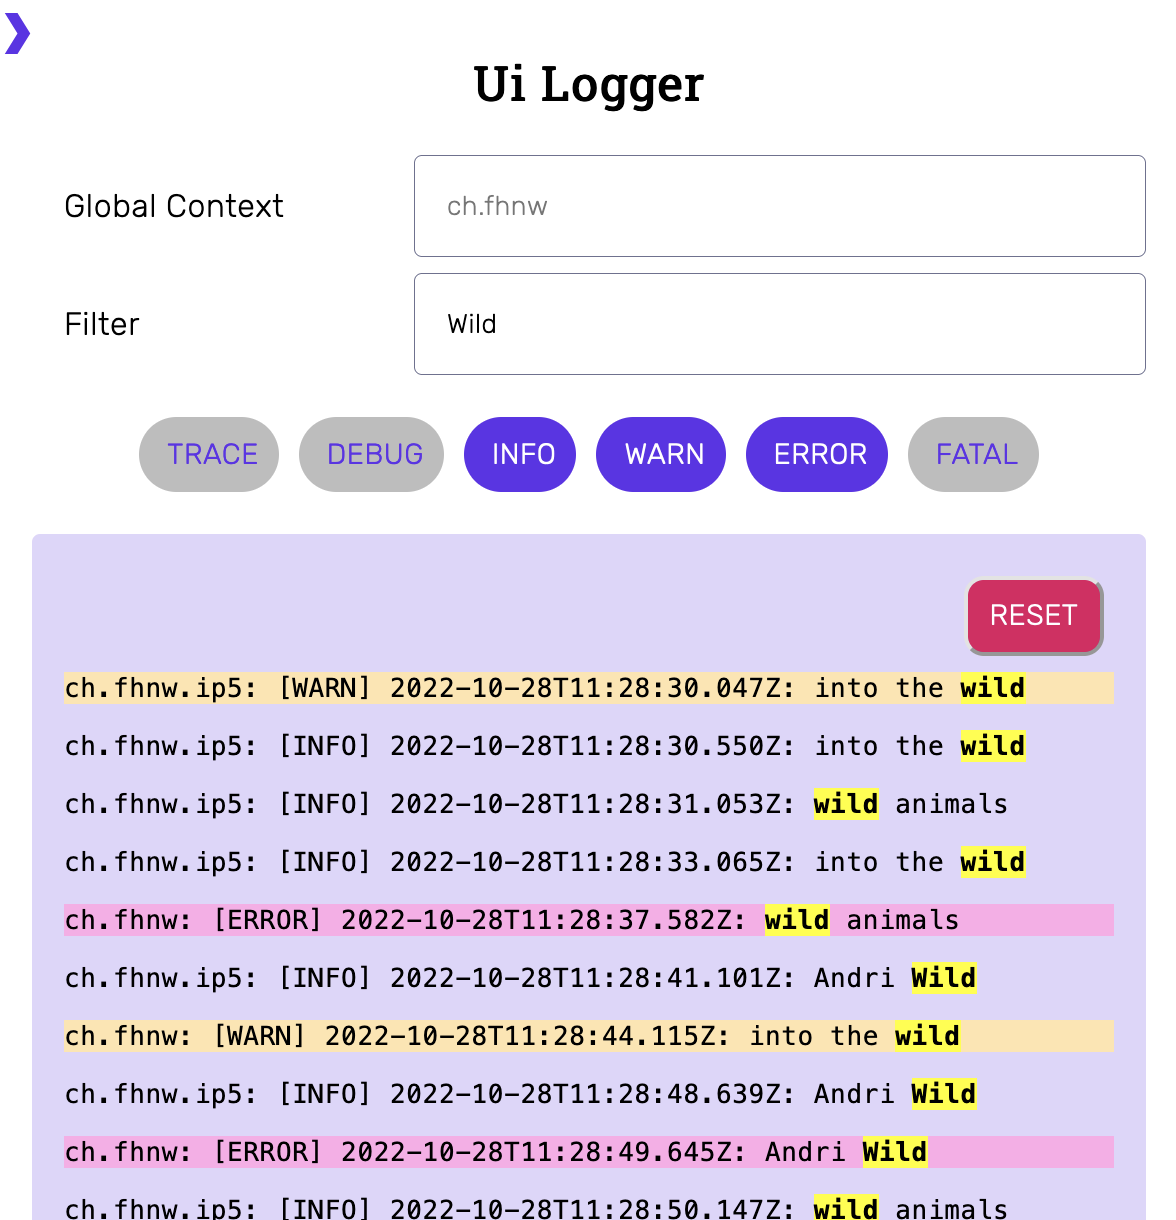 Ui Logger
Global Context
ch.fhnw
Filter
Wild
TRACE DEBUG INFO WARN ERROR FATAL
RESET
ch.fhnw.ip5: [WARN] 2022-10-28T11:28:30.047Z: into the wild
ch.fhnw.ip5: [INFO] 2022-10-28T11:28:30.550Z: into the wild
ch.fhnw.ip5: [INFO] 2022-10-28T11:28:31.053Z: wild animals
ch.fhnw.ip5: [INFO] 2022-10-28T11:28:33.065Z: into the wild
ch.fhnw: [ERROR] 2022-10-28T11:28:37.582Z: wild animals
ch.fhnw.ip5: [INFO] 2022-10-28T11:28:41.101Z: Andri Wild
ch.fhnw: [WARN] 2022-10-28T11:28:44.115Z: into the wild
ch.fhnw.ip5: [INFO] 2022-10-28T11:28:48.639Z: Andri Wild
ch.fhnw: [ERROR] 2022-10-28T11:28:49.645Z: Andri Wild
ch.fhnw.ip5: [INFO] 2022-10-28T11:28:50.147Z: wild animals